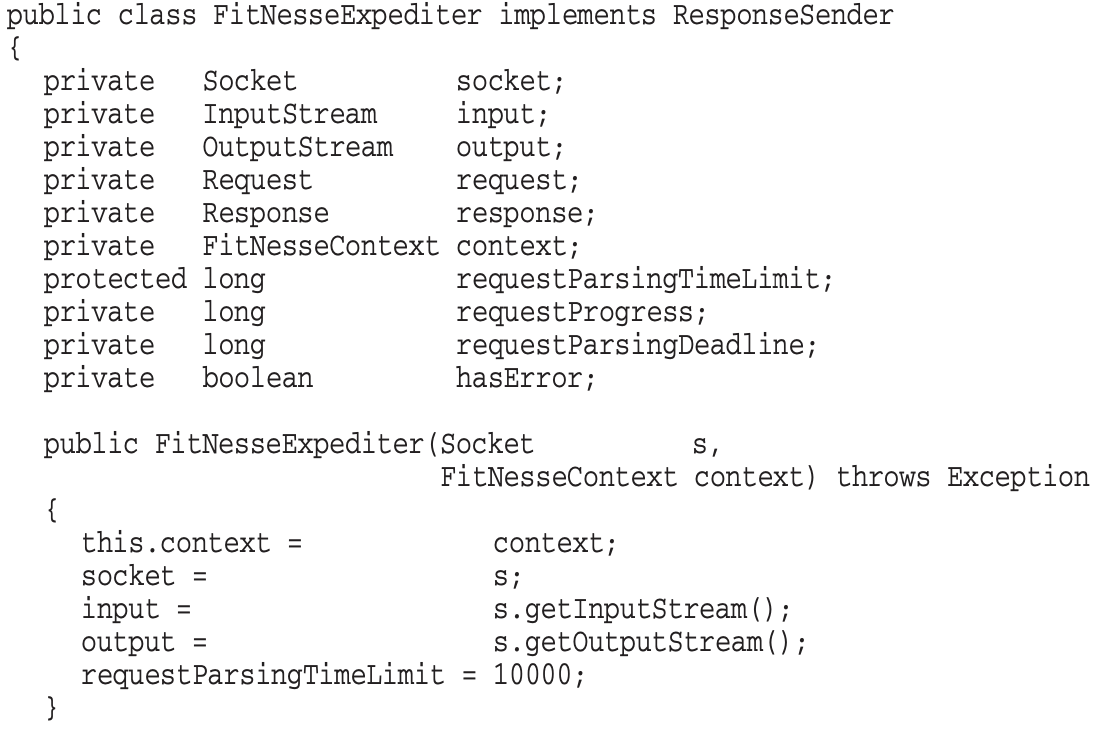 public class FitNesseExpediter implements ResponseSender
{
  private   Socket          socket;
  private   InputStream     input;
  private   OutputStream    output;
  private   Request         request;
  private   Response        response;
  private   FitNesseContext context;
  protected long            requestParsingTimeLimit;
  private   long            requestProgress;
  private   long            requestParsingDeadline;
  private   boolean         hasError;

  public FitNesseExpediter(Socket          s,
                           FitNesseContext context) throws Exception
  {
    this.context =            context;
    socket =                  s;
    input =                   s.getInputStream();
    output =                  s.getOutputStream();
    requestParsingTimeLimit = 10000;
  }